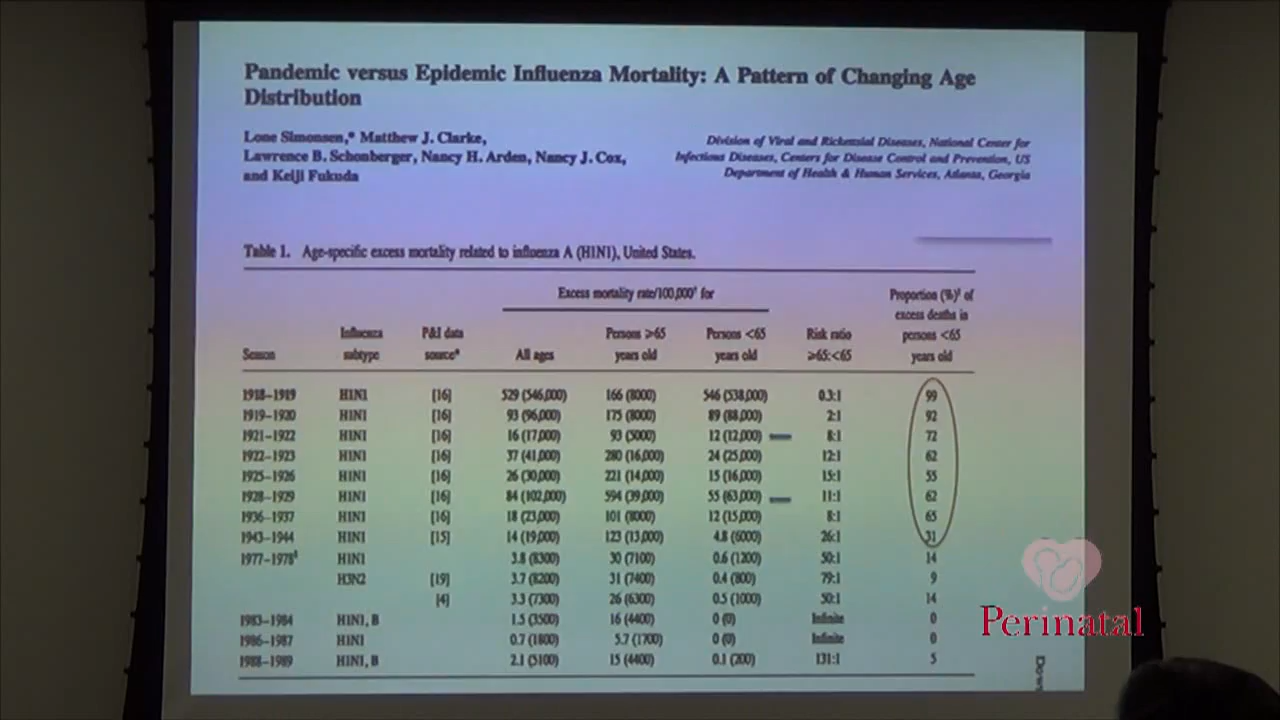 Pandemic versus Epidemic Influenza Mortality: A Pattern of Changing Age
Distribution
Lone Simonsen,* Matthew J. Clarke,
Lawrence B. Schonberger, Nancy H. Arden, Nancy J. Cox,
and Keiji Fukuda
Division of Viral and Rickettsial Diseases, National Center for
Infectious Diseases, Centers for Disease Control and Prevention, US
Department of Health & Human Services, Atlanta, Georgia
Table 1. Age-specific excess mortality related to influenza A (H1N1), United States.
Excess mortality rate/100,000† for
Proportion (%)‡ of
excess deaths in
persons <65
years old
Influenza
subtype
P&I data
source*
Persons ≥65
years old
Persons <65
years old
Risk ratio
≥65:<65
Season
All ages
1918–1919 H1N1 [16] 529 (546,000) 166 (8000) 546 (538,000) 0.3:1 99
1919–1920 H1N1 [16] 93 (96,000) 175 (8000) 89 (88,000) 2:1 92
1921–1922 H1N1 [16] 16 (17,000) 93 (5000) 12 (12,000) 8:1 72
1922–1923 H1N1 [16] 37 (41,000) 280 (16,000) 24 (25,000) 12:1 62
1925–1926 H1N1 [16] 26 (30,000) 221 (14,000) 15 (16,000) 15:1 55
1928–1929 H1N1 [16] 84 (102,000) 594 (39,000) 55 (63,000) 11:1 62
1936–1937 H1N1 [16] 18 (23,000) 101 (8000) 12 (15,000) 8:1 65
1943–1944 H1N1 [15] 14 (19,000) 123 (13,000) 4.8 (6000) 26:1 31
1977–1978§ H1N1 3.8 (8300) 30 (7100) 0.6 (1200) 50:1 14
H3N2 [19] 3.7 (8200) 31 (7400) 0.4 (800) 79:1 9
[4] 3.3 (7300) 26 (6300) 0.5 (1000) 50:1 14
1983–1984 H1N1, B 1.5 (3500) 16 (4400) 0 (0) Infinite 0
1986–1987 H1N1 0.7 (1800) 5.7 (1700) 0 (0) Infinite 0
1988–1989 H1N1, B 2.1 (5100) 15 (4400) 0.1 (200) 131:1 5
Perinatal